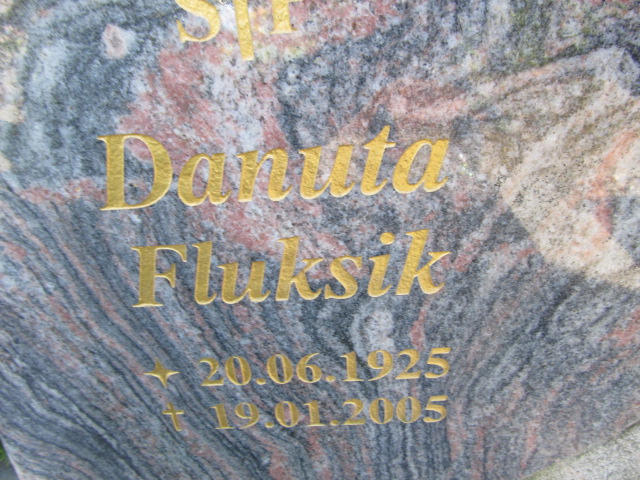 S†P
Danuta
Fluksik
✦ 20.06.1925
† 19.01.2005